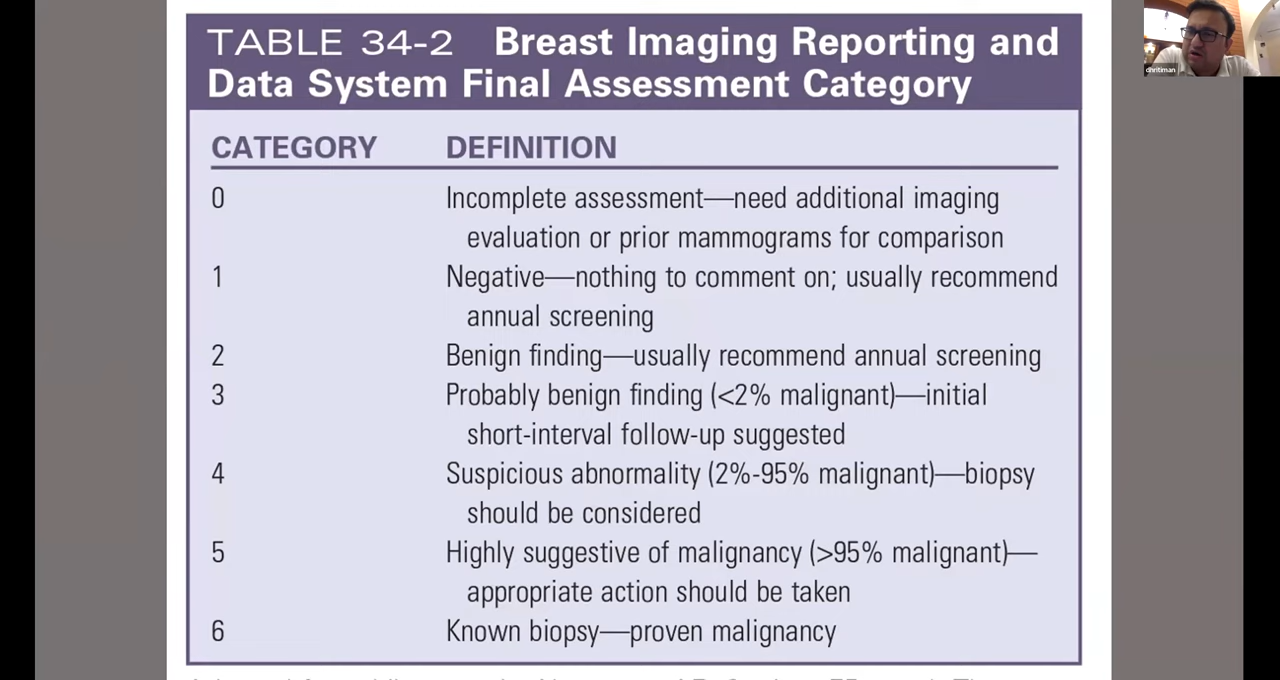 TABLE 34-2 Breast Imaging Reporting and
Data System Final Assessment Category
CATEGORY DEFINITION
0 Incomplete assessment—need additional imaging
evaluation or prior mammograms for comparison
1 Negative—nothing to comment on; usually recommend
annual screening
2 Benign finding—usually recommend annual screening
3 Probably benign finding (<2% malignant)—initial
short-interval follow-up suggested
4 Suspicious abnormality (2%-95% malignant)—biopsy
should be considered
5 Highly suggestive of malignancy (>95% malignant)—
appropriate action should be taken
6 Known biopsy—proven malignancy
dhritiman